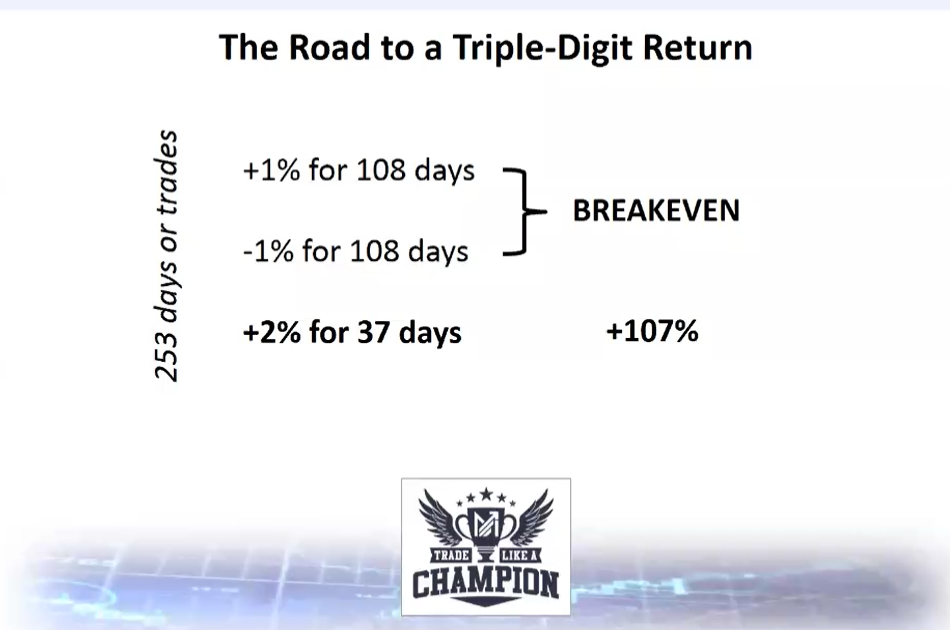 The Road to a Triple-Digit Return
253 days or trades
+1% for 108 days
BREAKEVEN
-1% for 108 days
+2% for 37 days
+107%
TRADE LIKE A
CHAMPION